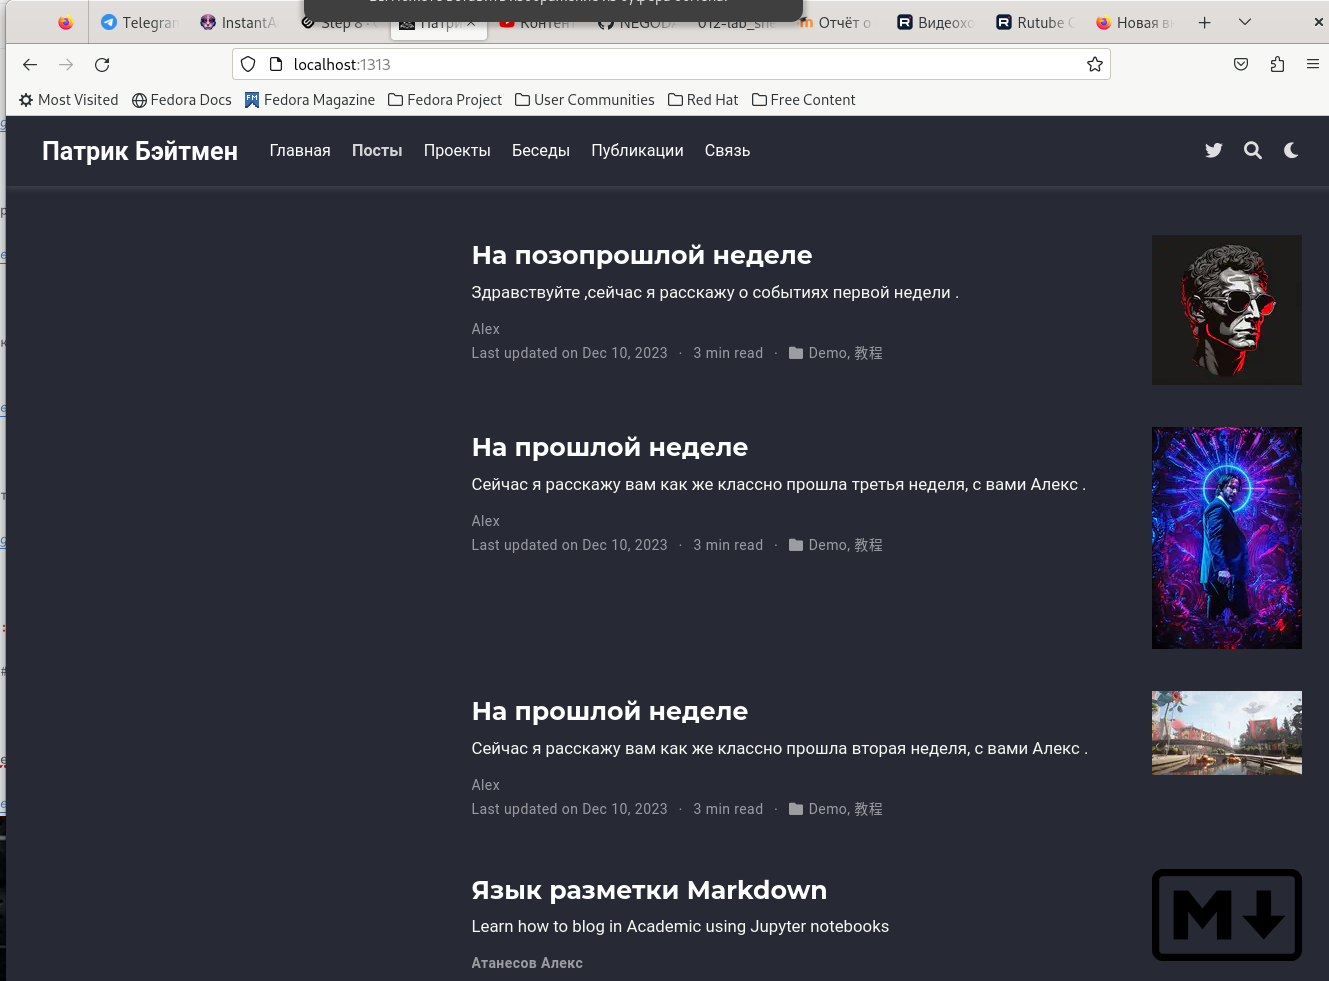 Telegram
InstantA
Step 8
Патри
Контент
NEGODA
012-lab_she
Отчёт о
Видеохо
Rutube
Новая в
localhost:1313
Most Visited
Fedora Docs
Fedora Magazine
Fedora Project
User Communities
Red Hat
Free Content
Патрик Бэйтмен
Главная
Посты
Проекты
Беседы
Публикации
Связь
На позопрошлой неделе
Здравствуйте ,сейчас я расскажу о событиях первой недели .
Alex
Last updated on Dec 10, 2023 · 3 min read · Demo, 教程
На прошлой неделе
Сейчас я расскажу вам как же классно прошла третья неделя, с вами Алекс .
Alex
Last updated on Dec 10, 2023 · 3 min read · Demo, 教程
На прошлой неделе
Сейчас я расскажу вам как же классно прошла вторая неделя, с вами Алекс .
Alex
Last updated on Dec 10, 2023 · 3 min read · Demo, 教程
Язык разметки Markdown
Learn how to blog in Academic using Jupyter notebooks
Атанесов Алекс